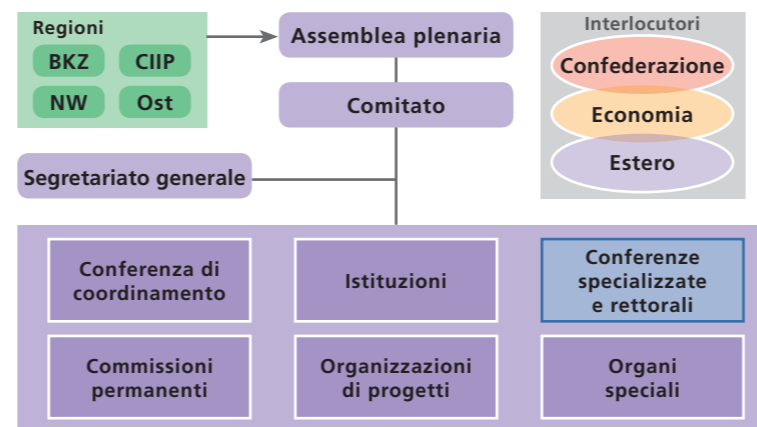 Regioni
BKZ
CIIP
NW
Ost
Assemblea plenaria
Comitato
Segretariato generale
Interlocutori
Confederazione
Economia
Estero
Conferenza di
coordinamento
Istituzioni
Conferenze
specializzate
e rettorali
Commissioni
permanenti
Organizzazioni
di progetti
Organi
speciali